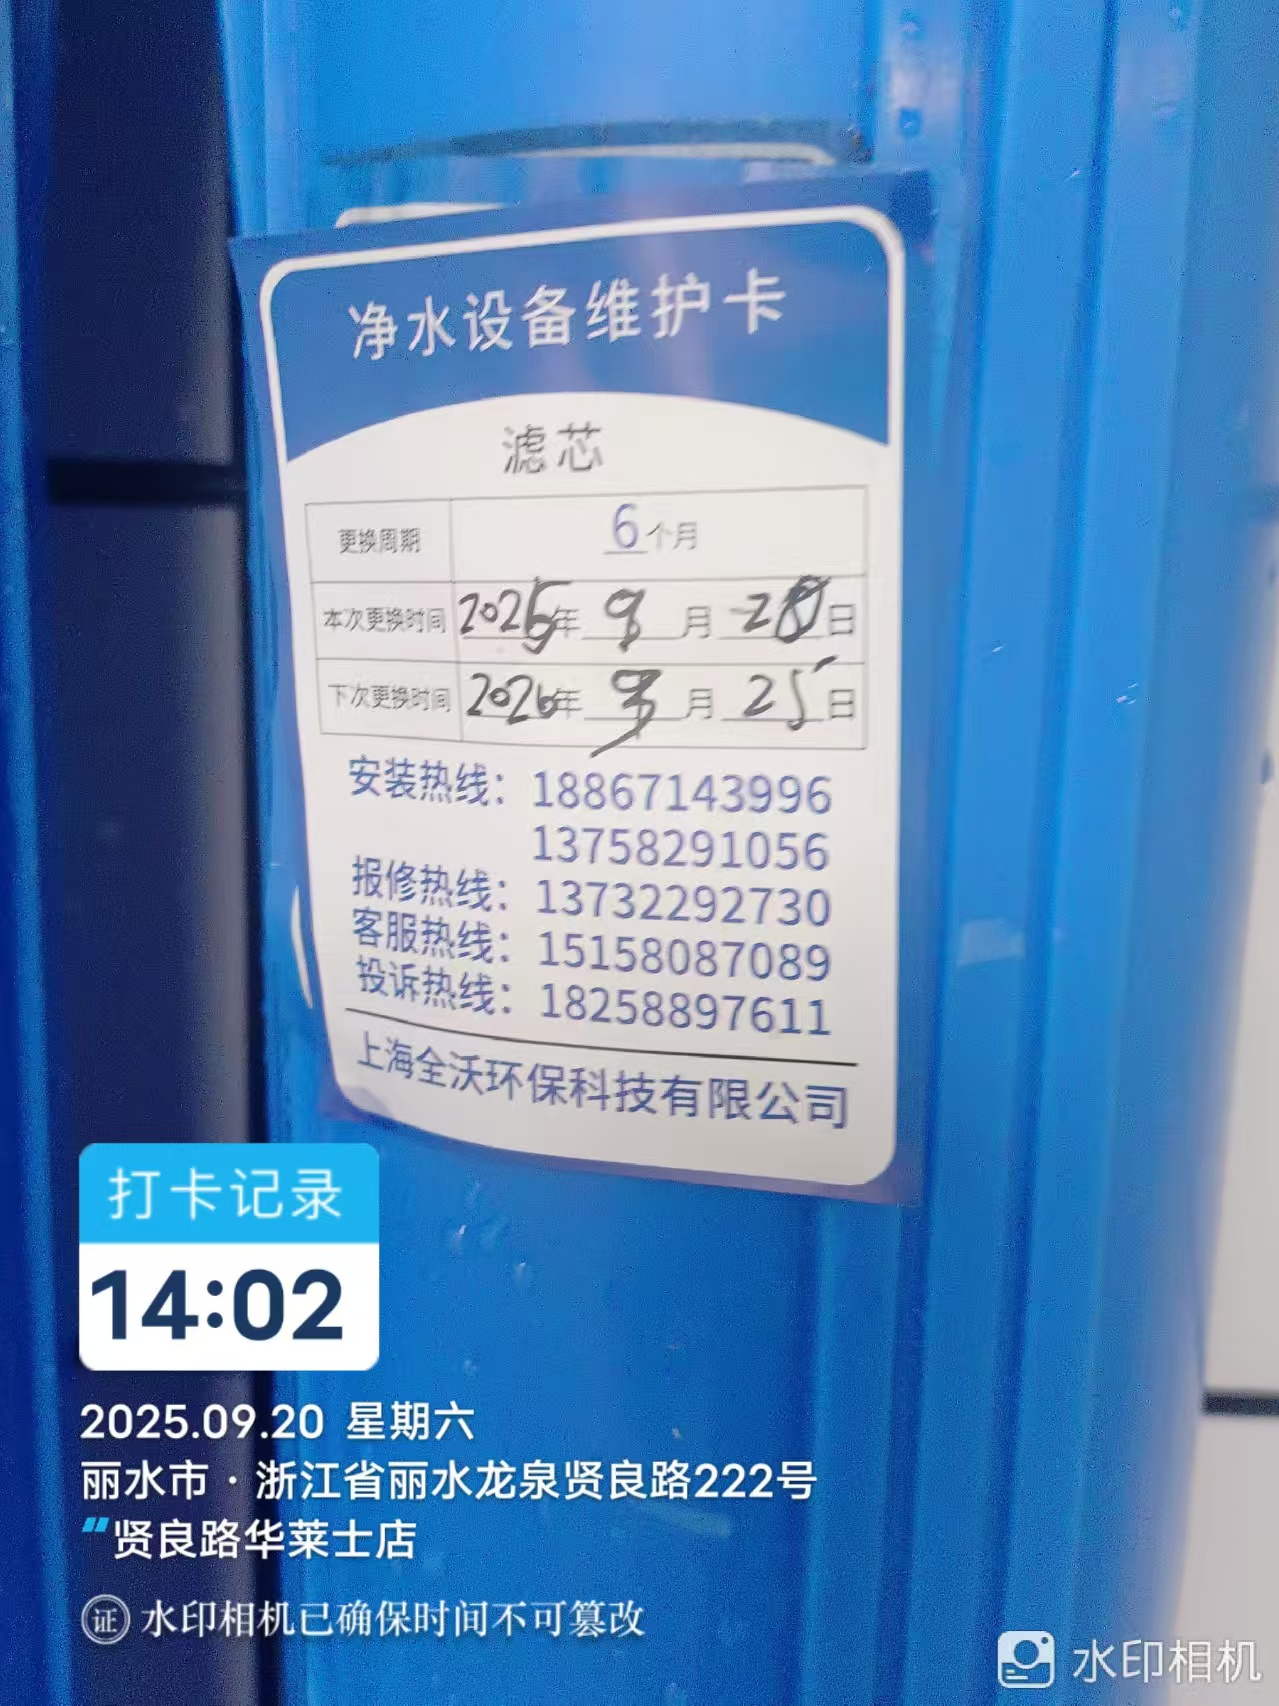 净水设备维护卡
滤芯
更换周期 6个月
本次更换时间 2025年9月20日
下次更换时间 2026年3月25日
安装热线：18867143996
13758291056
报修热线：13732292730
客服热线：15158087089
投诉热线：18258897611
上海全沃环保科技有限公司
打卡记录
14:02
2025.09.20 星期六
丽水市·浙江省丽水龙泉贤良路222号
贤良路华莱士店
证 水印相机已确保时间不可篡改
水印相机